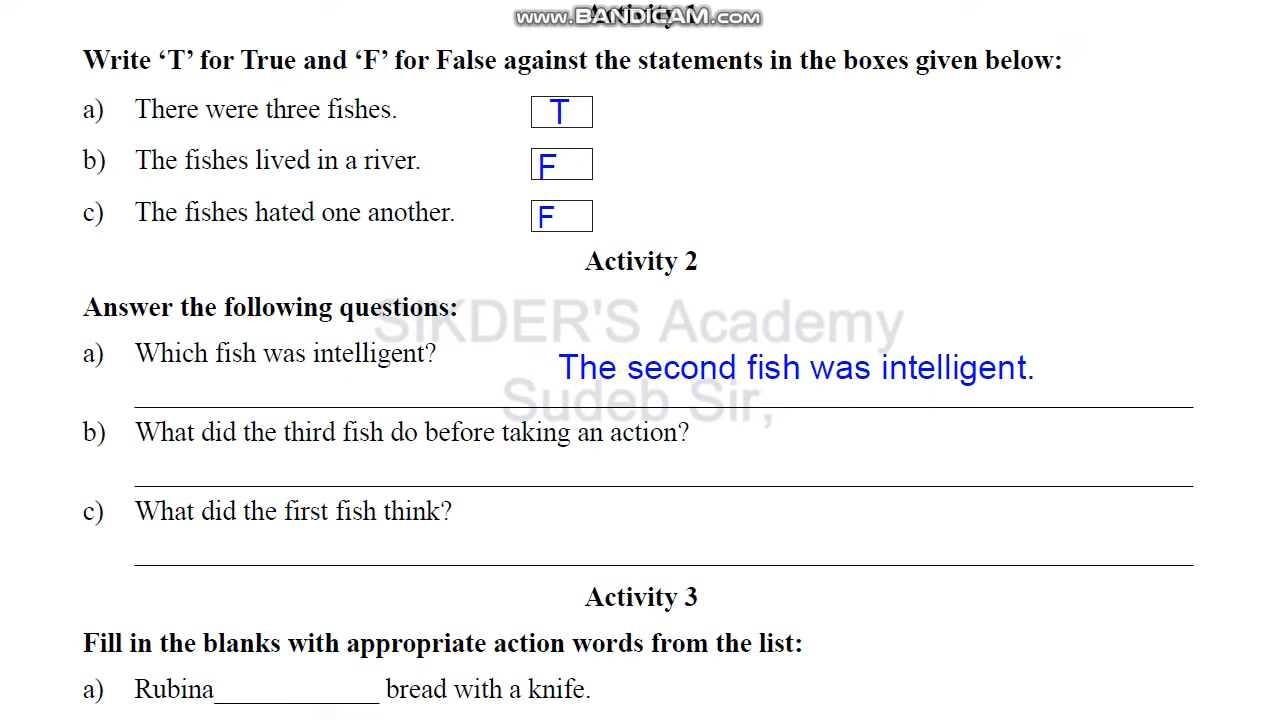 www.BANDICAM.com
Activity 1
Write ‘T’ for True and ‘F’ for False against the statements in the boxes given below:
a) There were three fishes. T
b) The fishes lived in a river. F
c) The fishes hated one another. F
Activity 2
Answer the following questions:
SIKDER'S Academy
a) Which fish was intelligent? The second fish was intelligent.
Sudeb Sir,
b) What did the third fish do before taking an action?
c) What did the first fish think?
Activity 3
Fill in the blanks with appropriate action words from the list:
a) Rubina____________ bread with a knife.